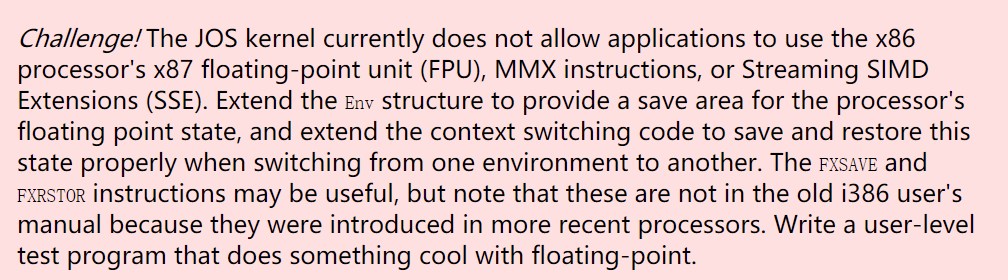 Challenge! The JOS kernel currently does not allow applications to use the x86
processor's x87 floating-point unit (FPU), MMX instructions, or Streaming SIMD
Extensions (SSE). Extend the Env structure to provide a save area for the processor's
floating point state, and extend the context switching code to save and restore this
state properly when switching from one environment to another. The FXSAVE and
FXRSTOR instructions may be useful, but note that these are not in the old i386 user's
manual because they were introduced in more recent processors. Write a user-level
test program that does something cool with floating-point.